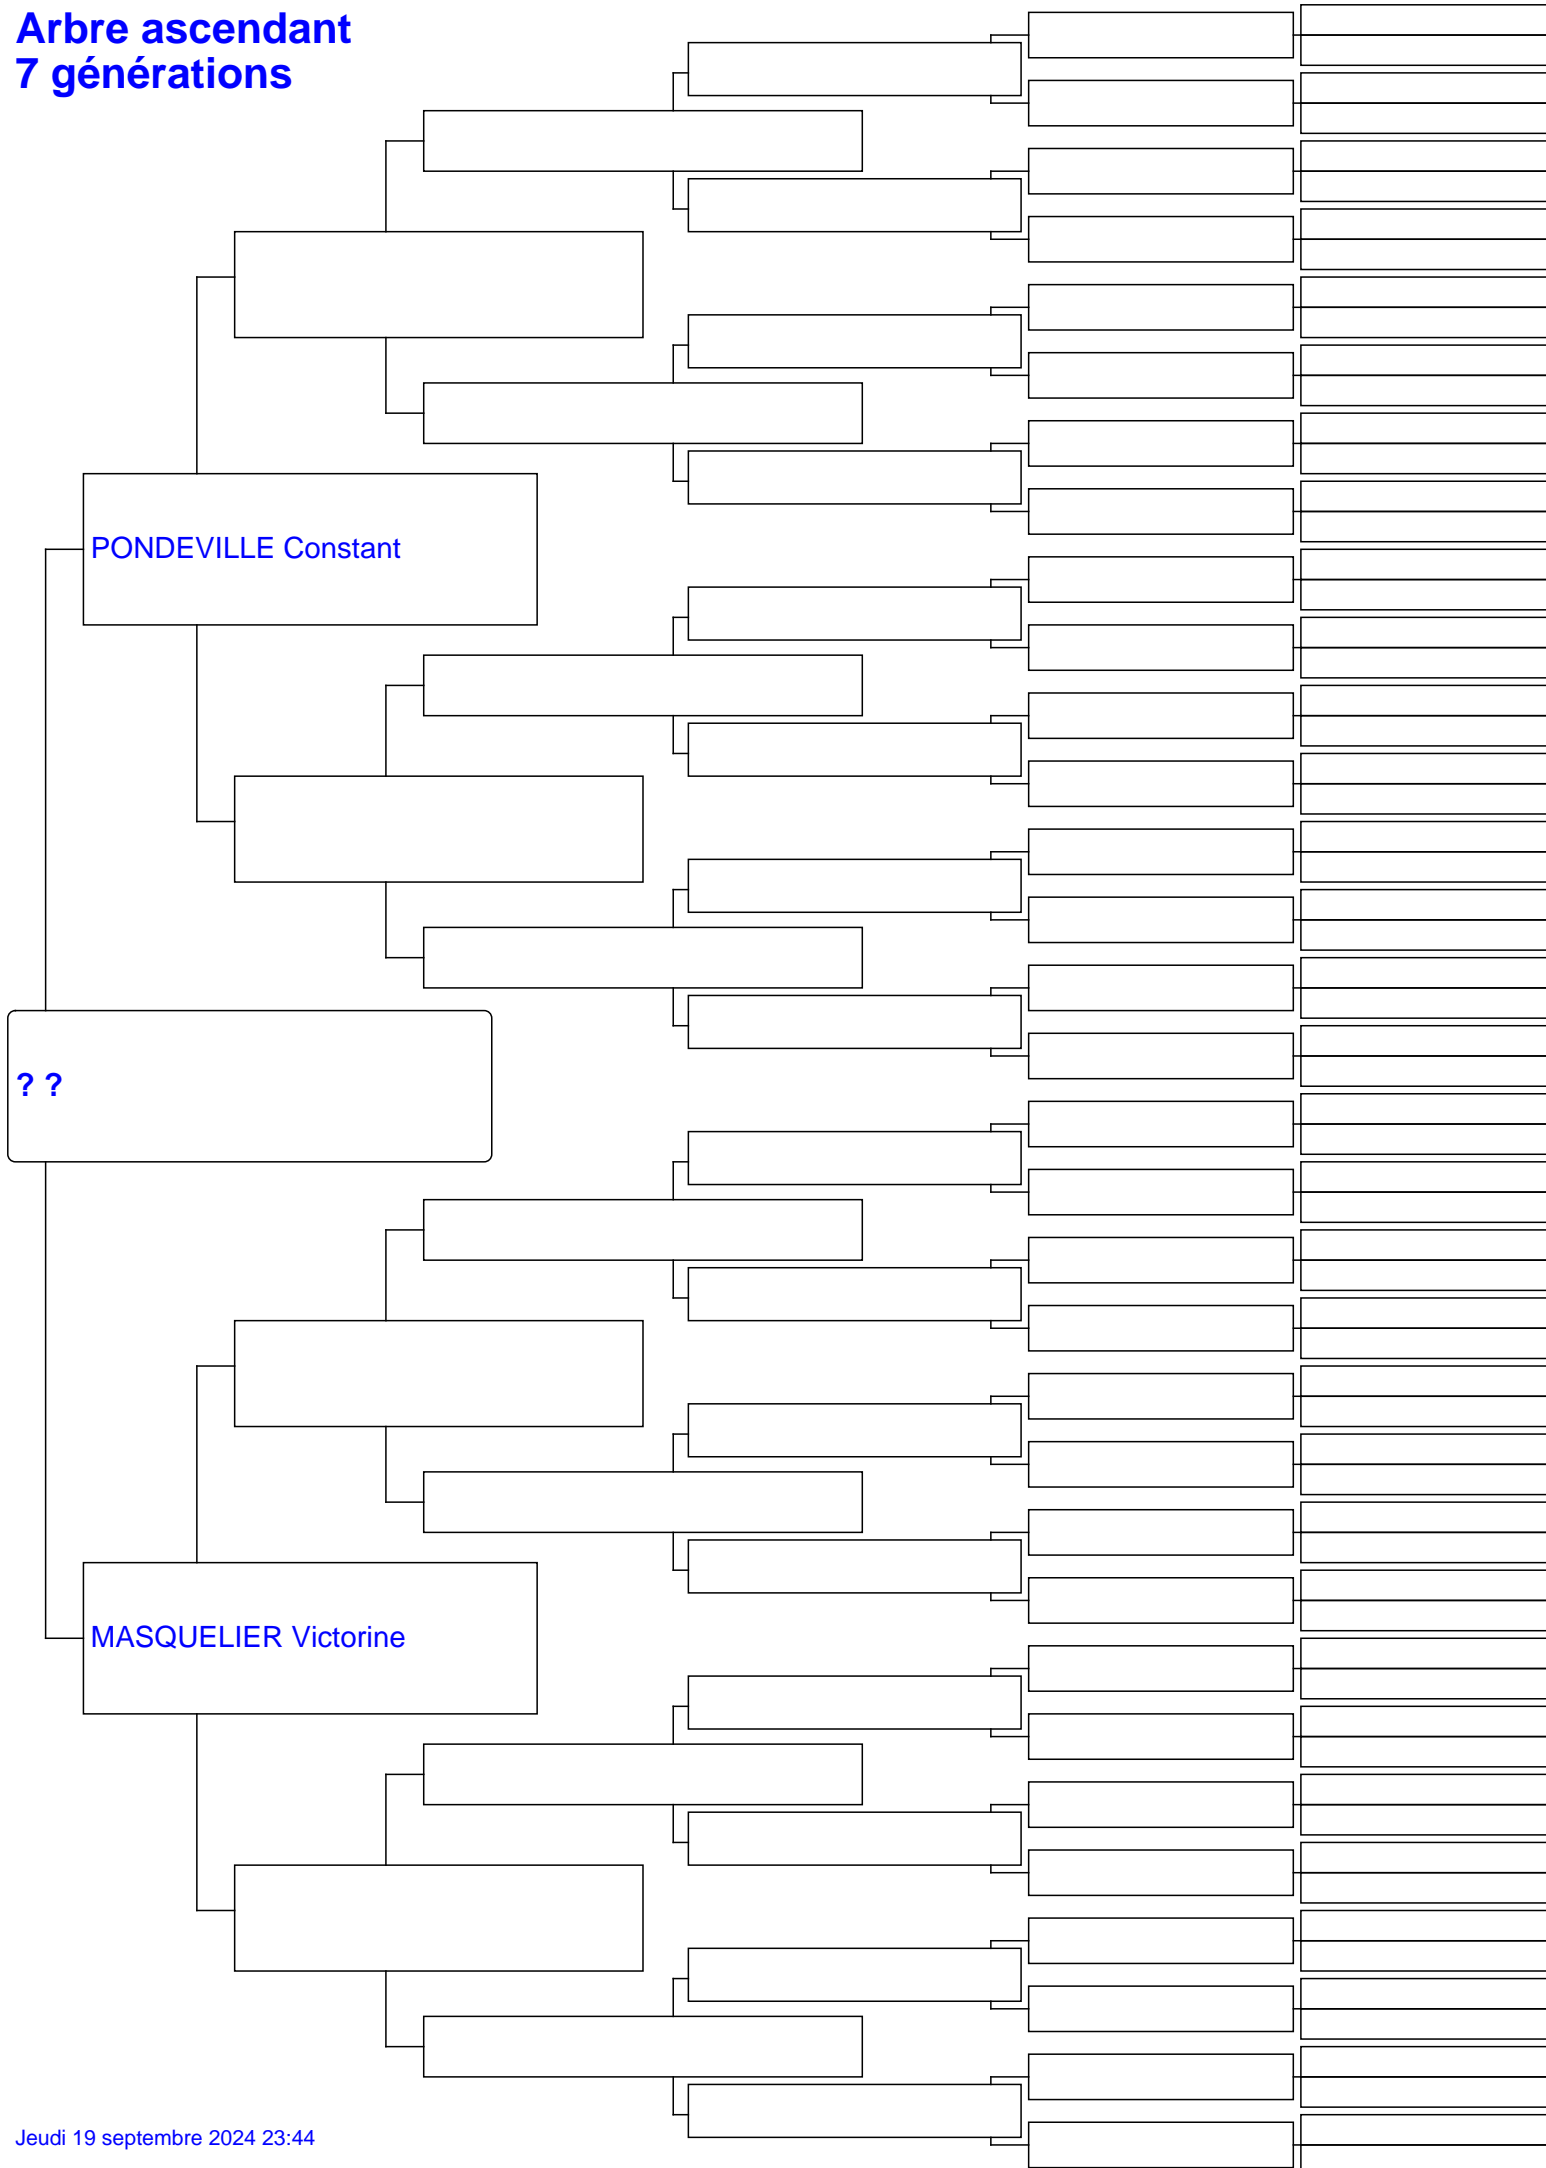 Arbre ascendant
7 générations
PONDEVILLE Constant
? ?
MASQUELIER Victorine
Jeudi 19 septembre 2024 23:44